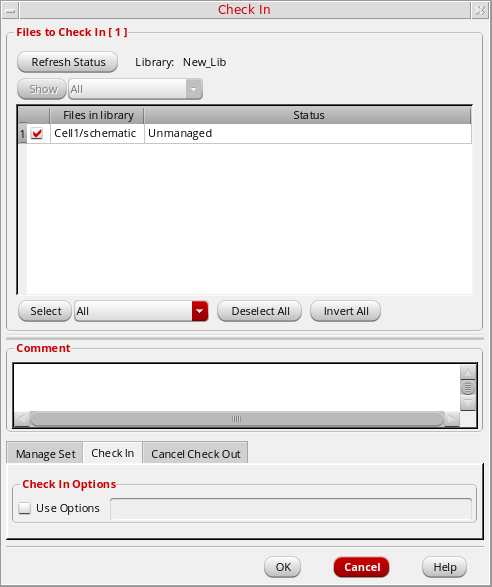 Check In
Files to Check In [ 1 ]
Refresh Status Library: New_Lib
Show All
Files in library Status
1 Cell1/schematic Unmanaged
Select All Deselect All Invert All
Comment
Manage Set Check In Cancel Check Out
Check In Options
Use Options
OK Cancel Help